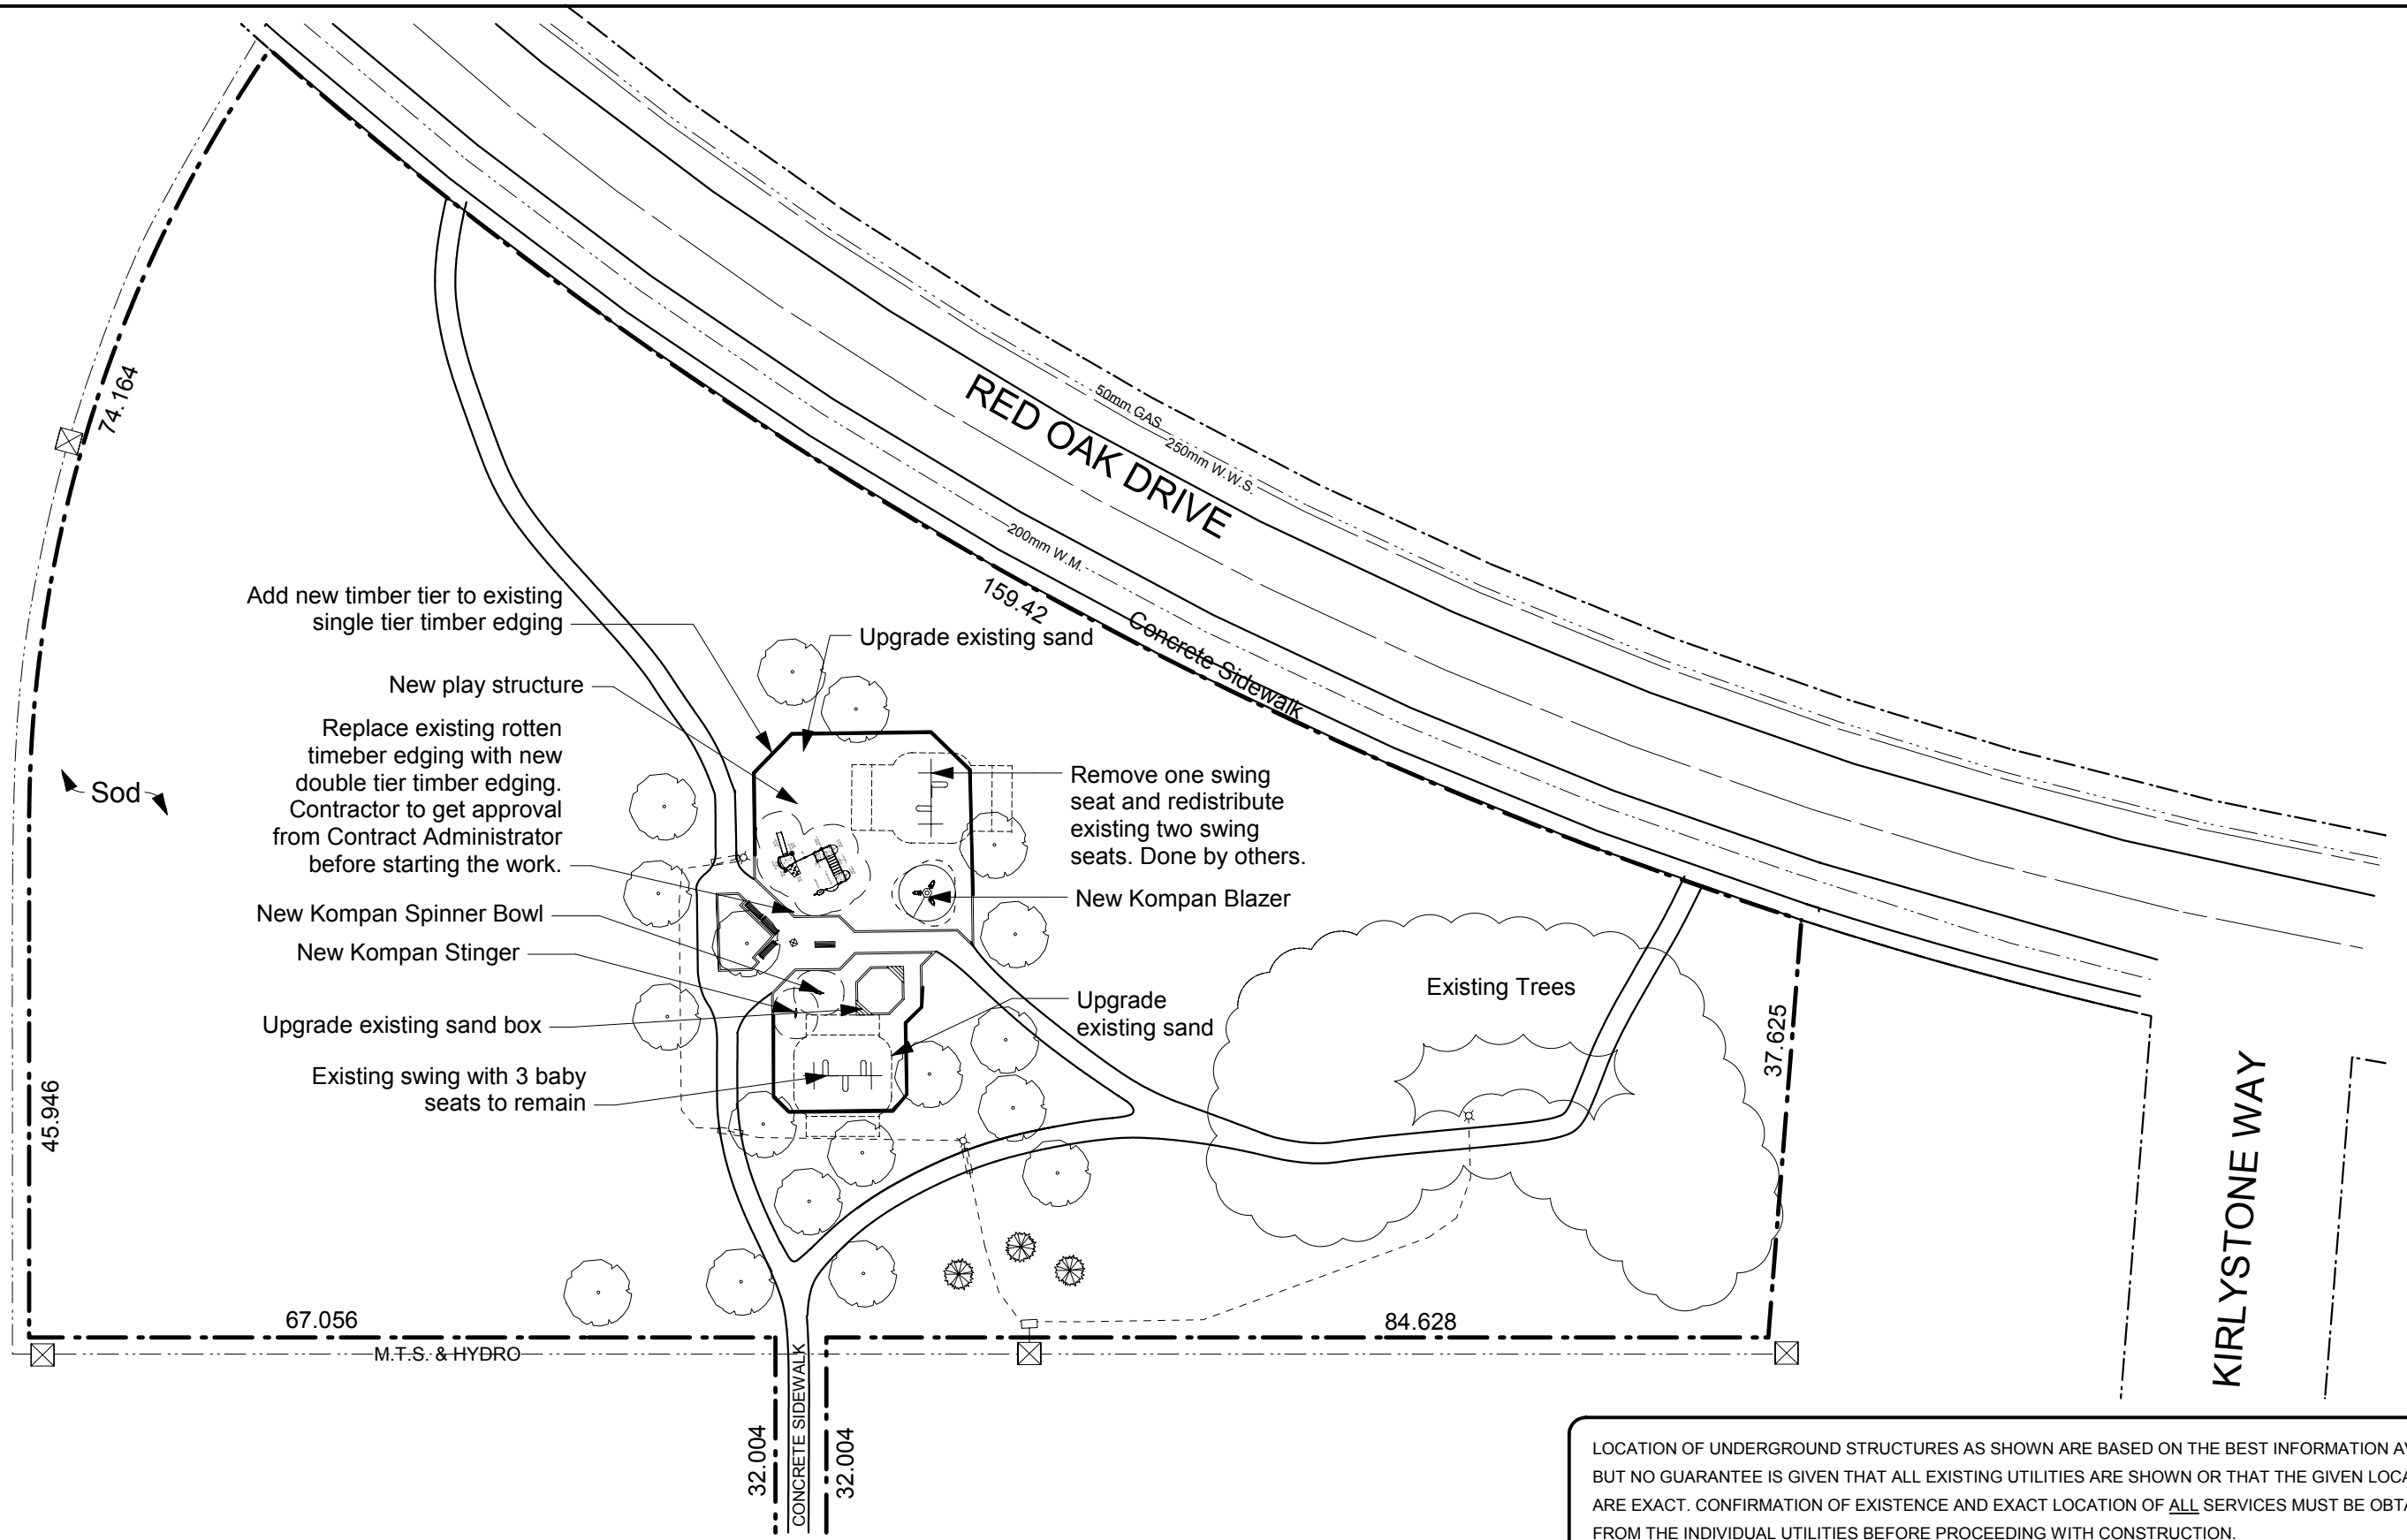 50mm GAS
250mm W.W.S.
RED OAK DRIVE
200mm W.M.
159.42
Concrete Sidewalk
74.164
Add new timber tier to existing
single tier timber edging
Upgrade existing sand
New play structure
Replace existing rotten
timeber edging with new
double tier timber edging.
Contractor to get approval
from Contract Administrator
before starting the work.
Sod
Remove one swing
seat and redistribute
existing two swing
seats. Done by others.
New Kompan Blazer
New Kompan Spinner Bowl
New Kompan Stinger
Upgrade existing sand box
Upgrade
existing sand
Existing swing with 3 baby
seats to remain
Existing Trees
37.625
45.946
KIRLYSTONE WAY
67.056
84.628
M.T.S. & HYDRO
32.004
CONCRETE SIDEWALK
32.004
LOCATION OF UNDERGROUND STRUCTURES AS SHOWN ARE BASED ON THE BEST INFORMATION AV
BUT NO GUARANTEE IS GIVEN THAT ALL EXISTING UTILITIES ARE SHOWN OR THAT THE GIVEN LOCA
ARE EXACT. CONFIRMATION OF EXISTENCE AND EXACT LOCATION OF ALL SERVICES MUST BE OBTA
FROM THE INDIVIDUAL UTILITIES BEFORE PROCEEDING WITH CONSTRUCTION.